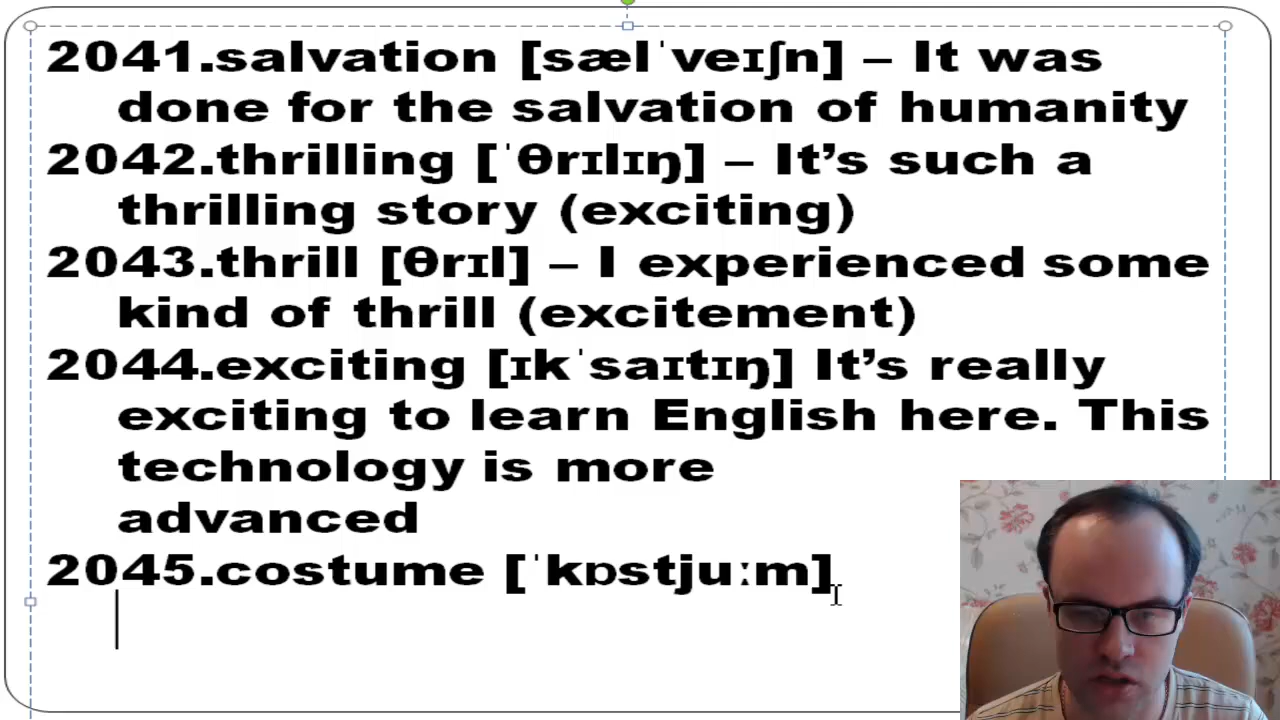 2041.salvation [sælˈveɪʃn] – It was
done for the salvation of humanity
2042.thrilling [ˈθrɪlɪŋ] – It’s such a
thrilling story (exciting)
2043.thrill [θrɪl] – I experienced some
kind of thrill (excitement)
2044.exciting [ɪkˈsaɪtɪŋ] It’s really
exciting to learn English here. This
technology is more
advanced
2045.costume [ˈkɒstjuːm]